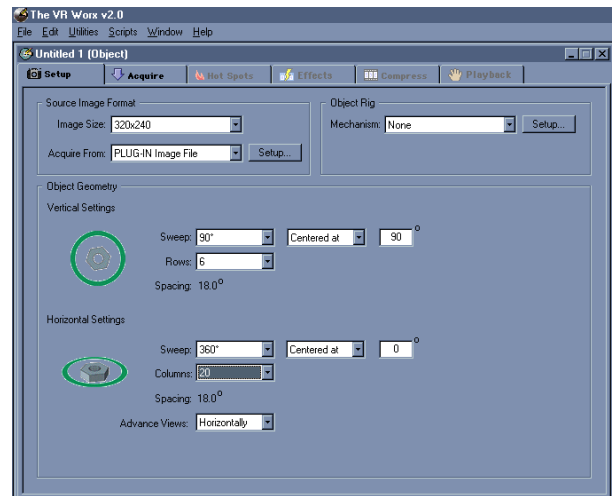 The VR Worx v2.0
File Edit Utilities Scripts Window Help
Untitled 1 (Object)
Setup Acquire Hot Spots Effects Compress Playback
Source Image Format
Image Size: 320x240
Acquire From: PLUG-IN Image File Setup...
Object Rig
Mechanism: None Setup...
Object Geometry
Vertical Settings
Sweep: 90° Centered at 90 °
Rows: 6
Spacing: 18.0°
Horizontal Settings
Sweep: 360° Centered at 0 °
Columns: 20
Spacing: 18.0°
Advance Views: Horizontally